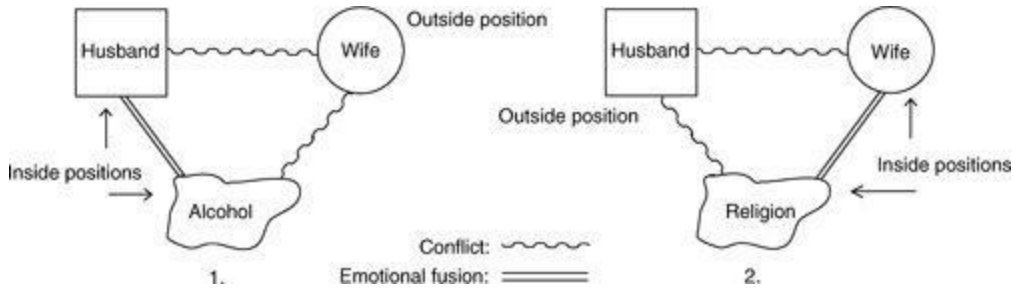 Outside position
Husband
Wife
Inside positions
Alcohol
1.
Husband
Wife
Outside position
Inside positions
Religion
2.
Conflict:
Emotional fusion: